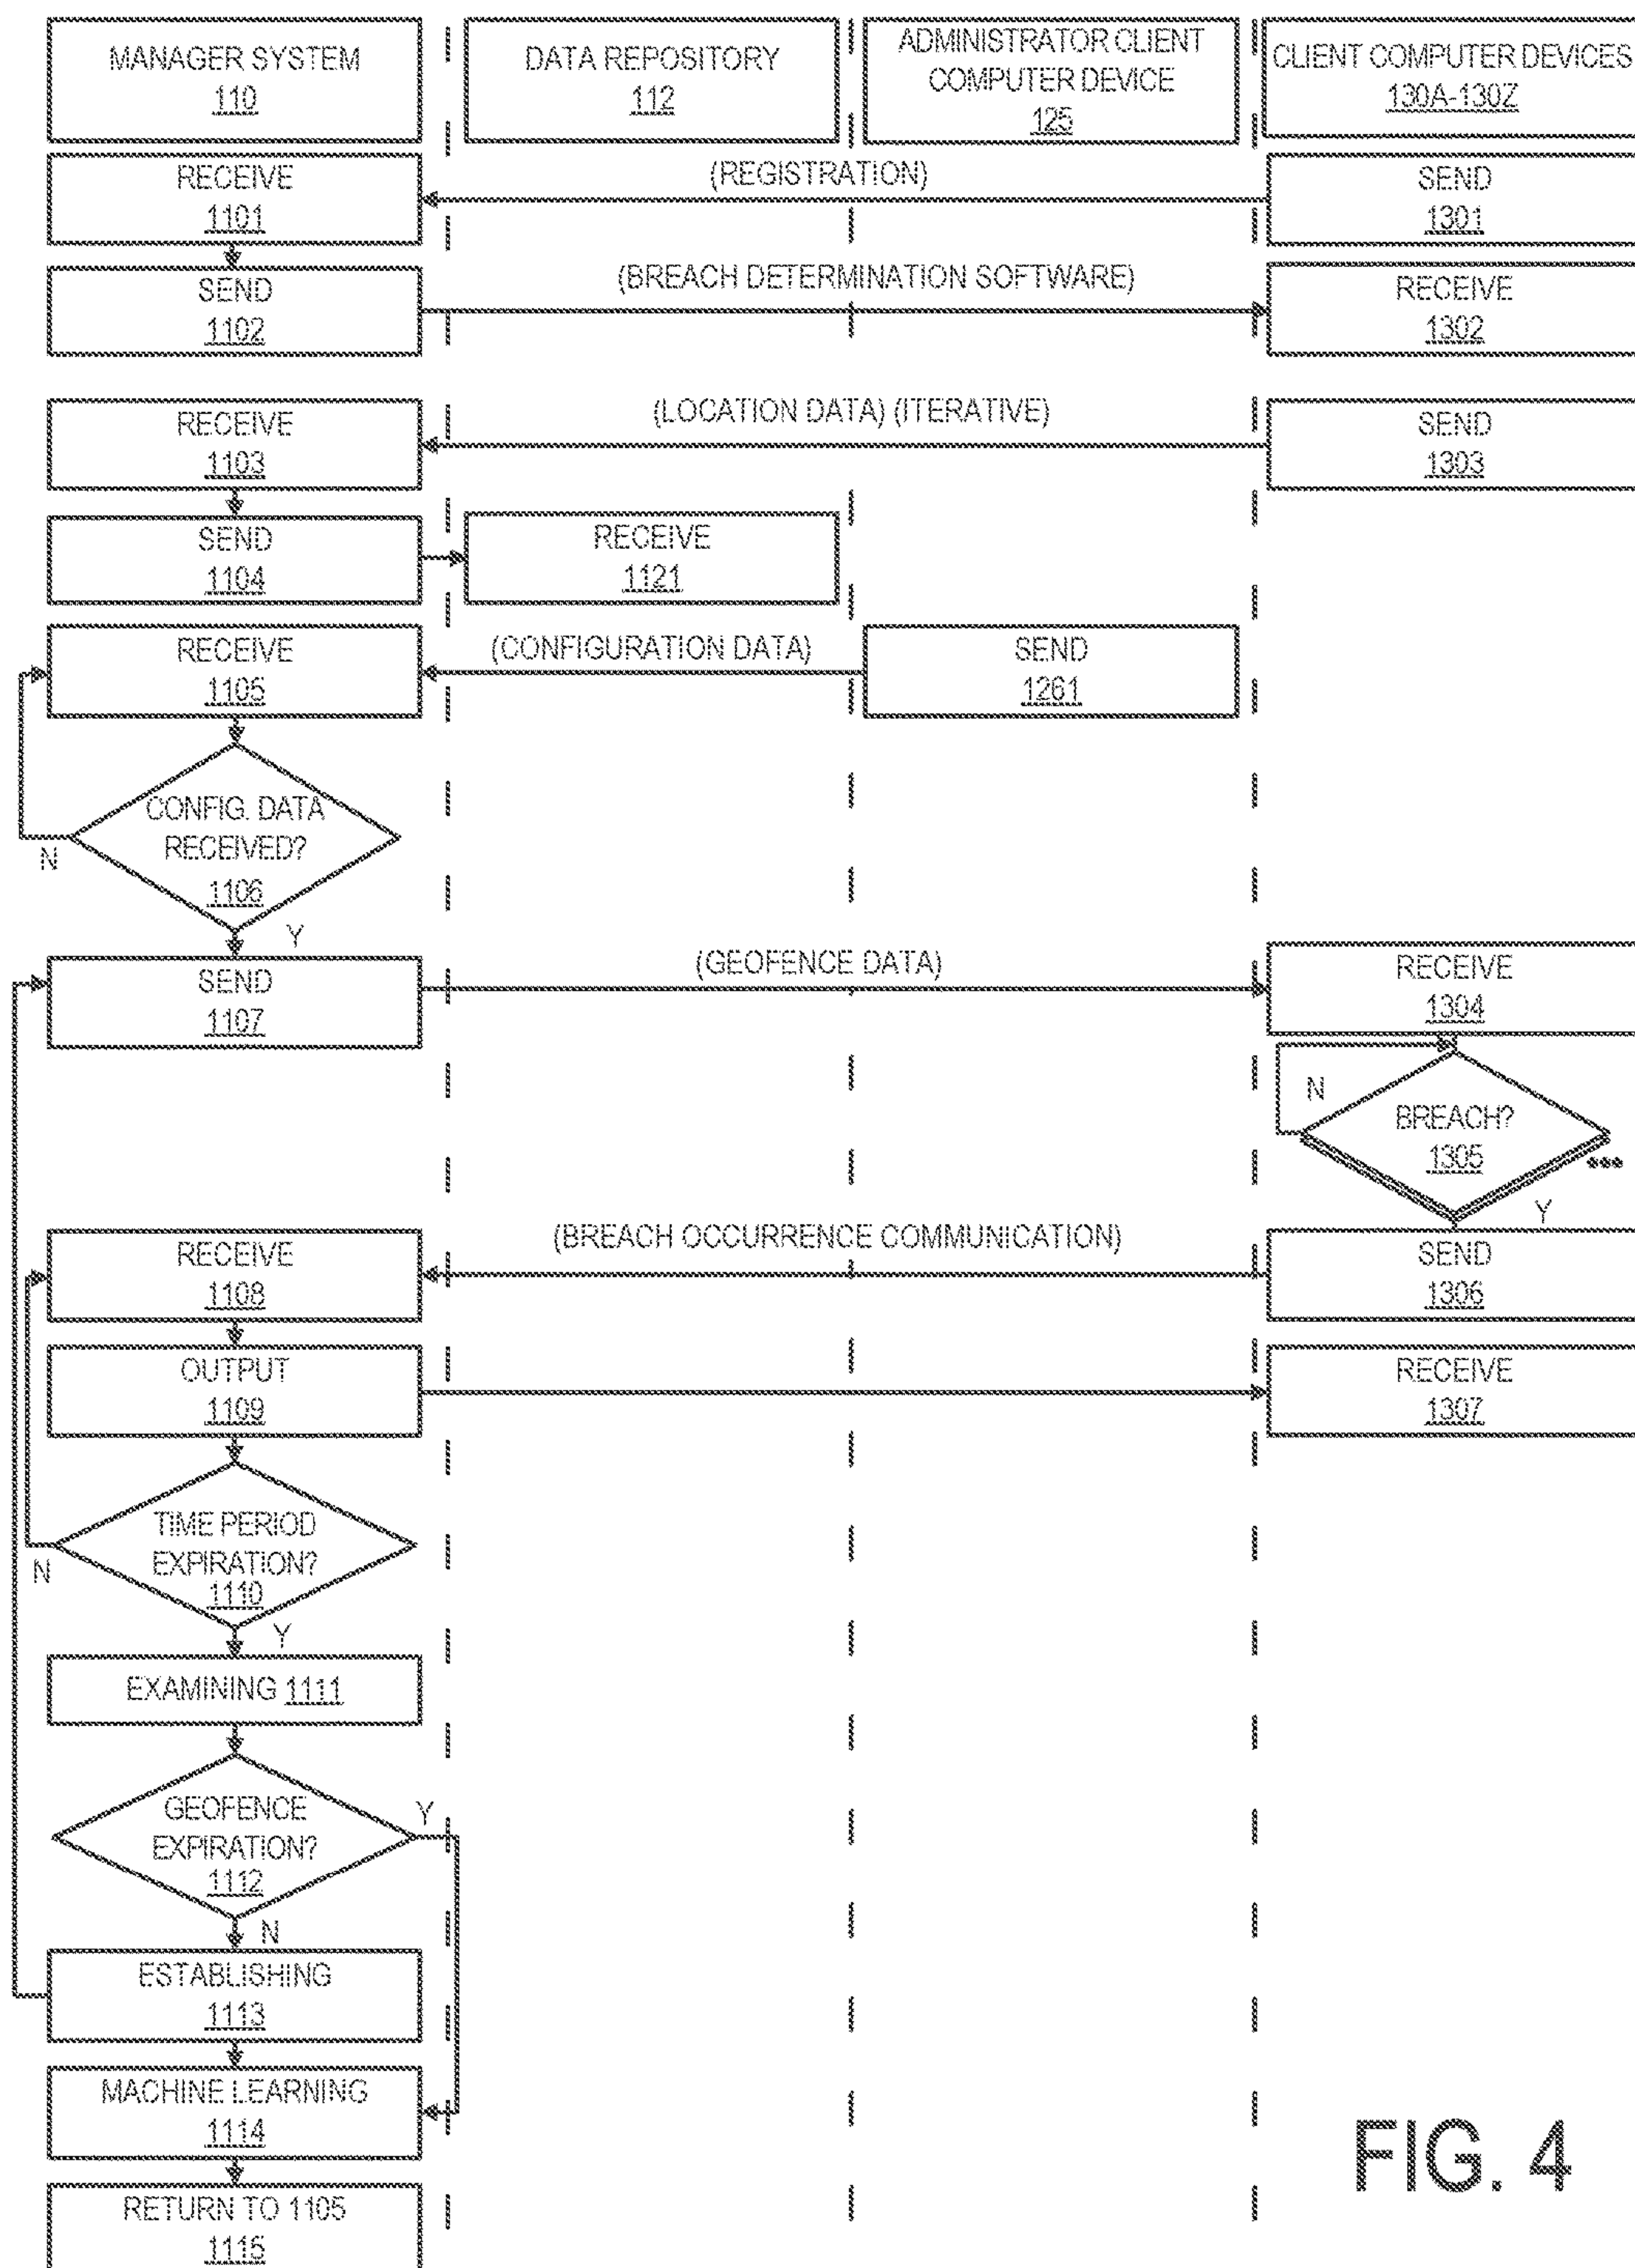 MANAGER SYSTEM
110
DATA REPOSITORY
112
ADMINISTRATOR CLIENT
COMPUTER DEVICE
125
CLIENT COMPUTER DEVICES
130A-130Z
RECEIVE
1101
(REGISTRATION)
SEND
1301
SEND
1102
(BREACH DETERMINATION SOFTWARE)
RECEIVE
1302
RECEIVE
1103
(LOCATION DATA) (ITERATIVE)
SEND
1303
SEND
1104
RECEIVE
1121
RECEIVE
1105
(CONFIGURATION DATA)
SEND
1261
CONFIG. DATA
RECEIVED?
1106
N
Y
SEND
1107
(GEOFENCE DATA)
RECEIVE
1304
N
BREACH?
1305
•••
Y
RECEIVE
1108
(BREACH OCCURRENCE COMMUNICATION)
SEND
1306
OUTPUT
1109
RECEIVE
1307
TIME PERIOD
EXPIRATION?
1110
N
Y
EXAMINING 1111
GEOFENCE
EXPIRATION?
1112
Y
N
ESTABLISHING
1113
MACHINE LEARNING
1114
RETURN TO 1105
1115
FIG. 4